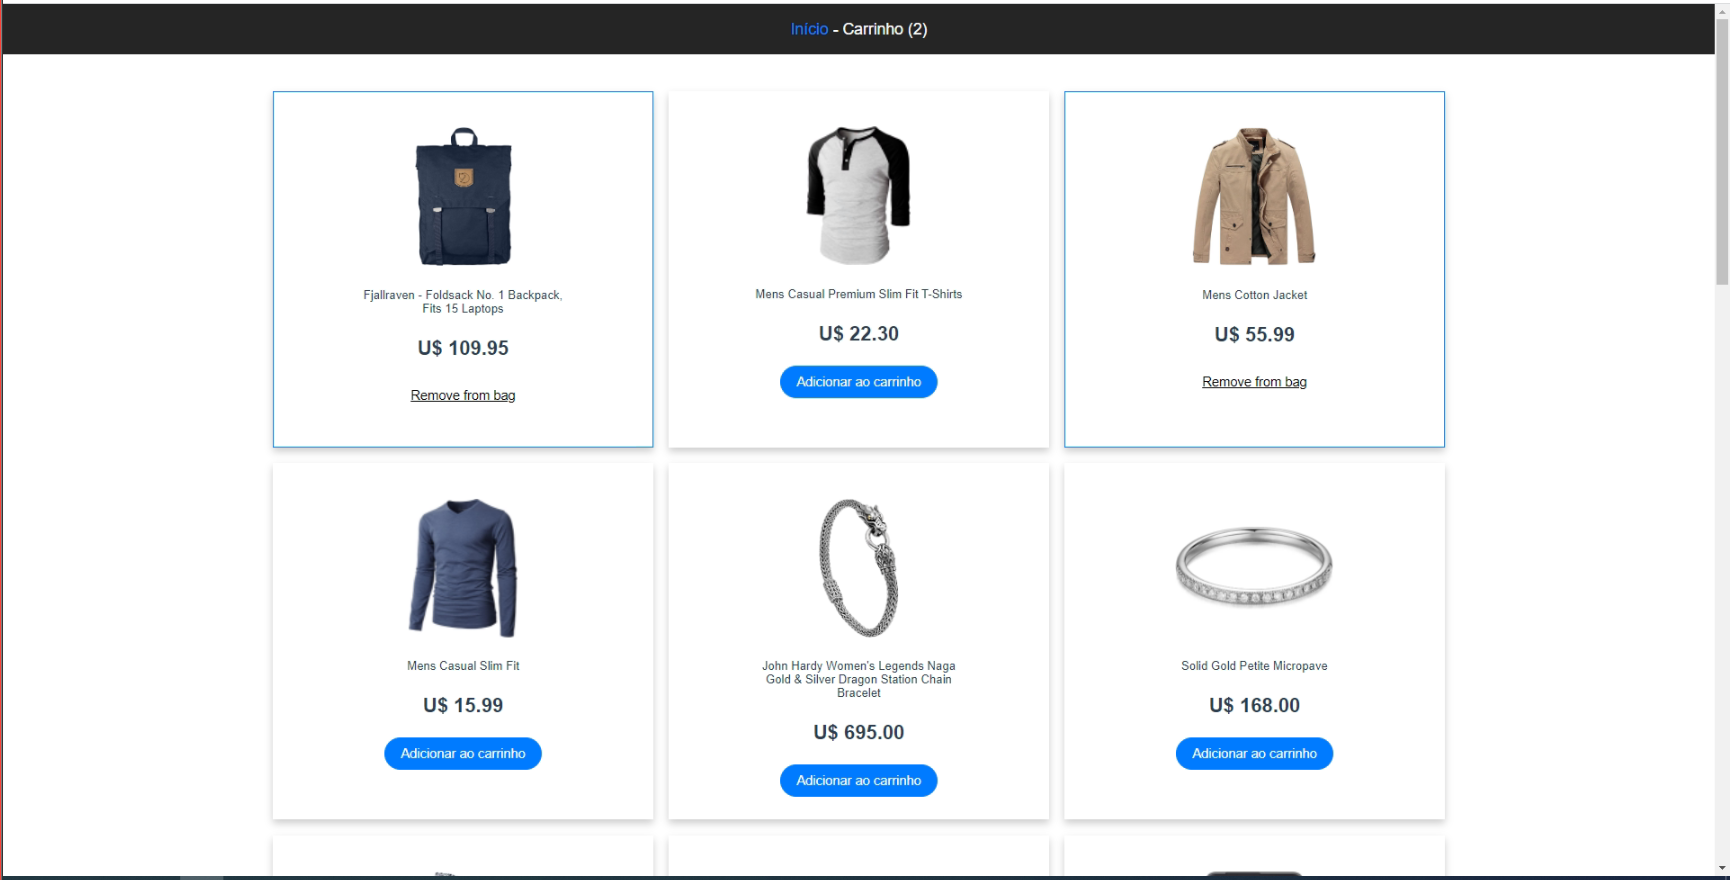 Início - Carrinho (2)
Fjallraven - Foldsack No. 1 Backpack,
Fits 15 Laptops
U$ 109.95
Remove from bag
Mens Casual Premium Slim Fit T-Shirts
U$ 22.30
Adicionar ao carrinho
Mens Cotton Jacket
U$ 55.99
Remove from bag
Mens Casual Slim Fit
U$ 15.99
Adicionar ao carrinho
John Hardy Women's Legends Naga
Gold & Silver Dragon Station Chain
Bracelet
U$ 695.00
Adicionar ao carrinho
Solid Gold Petite Micropave
U$ 168.00
Adicionar ao carrinho